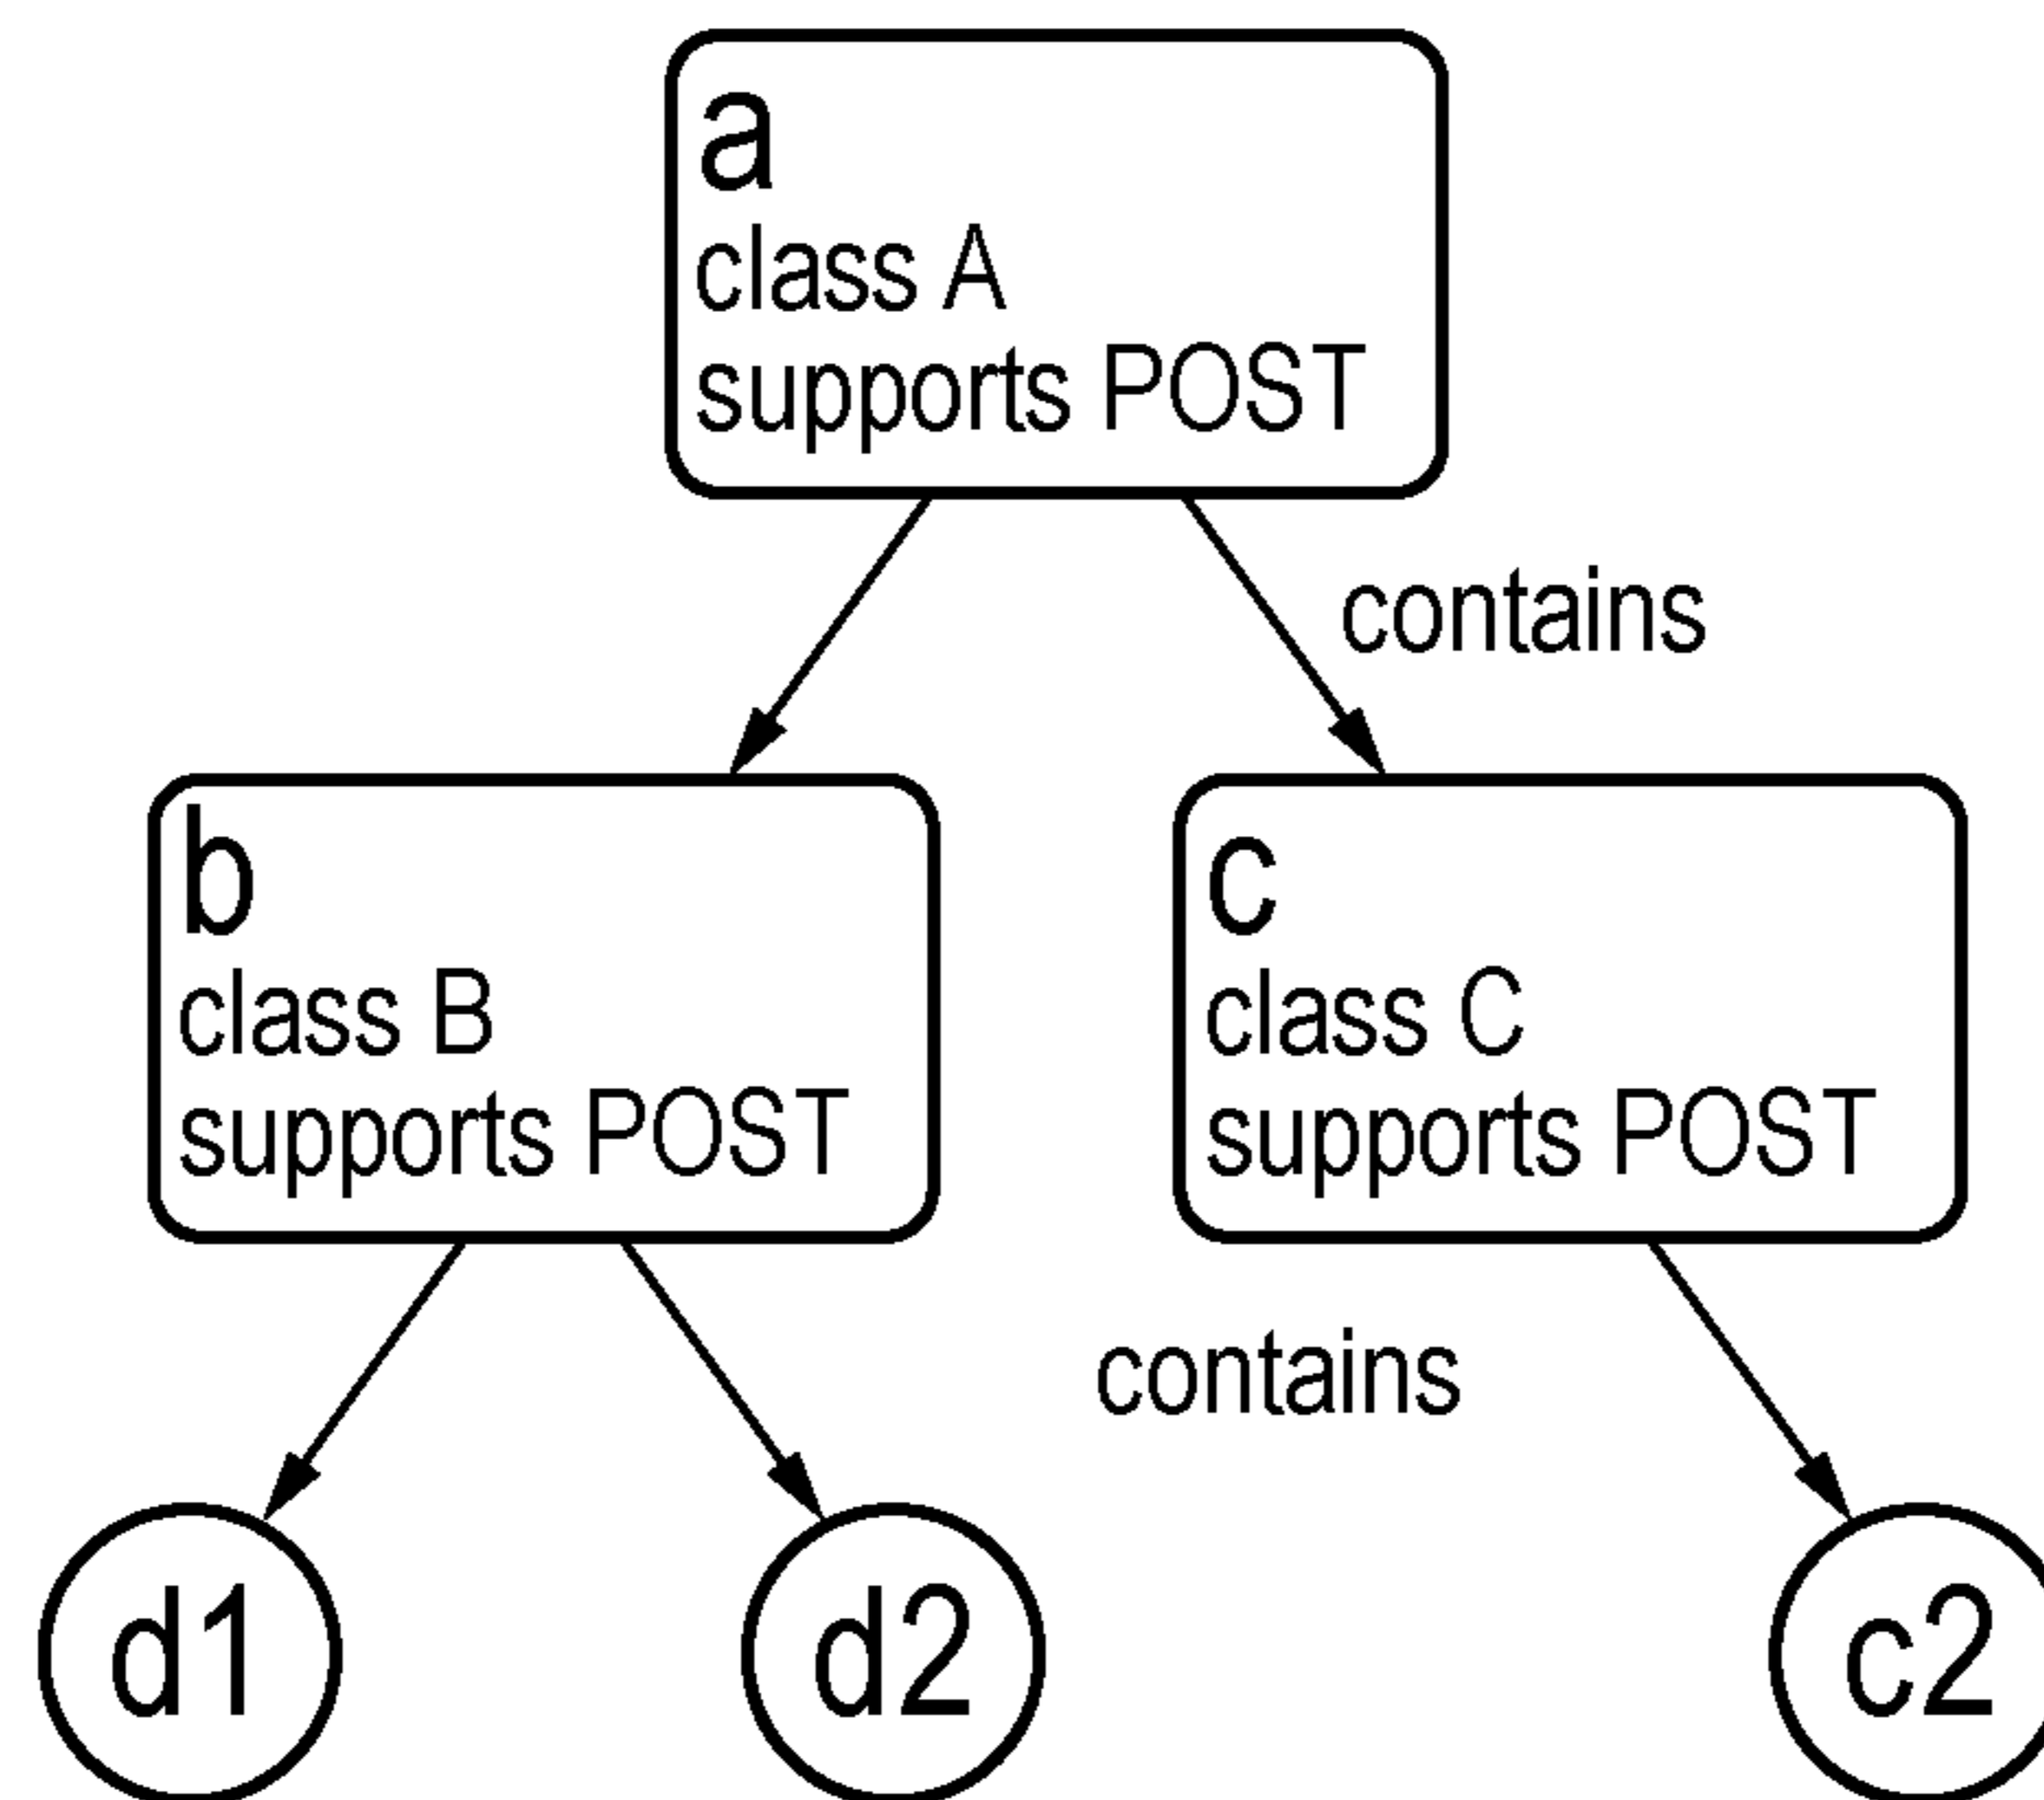 a
class A
supports POST
contains
b
class B
supports POST
c
class C
supports POST
contains
d1
d2
c2